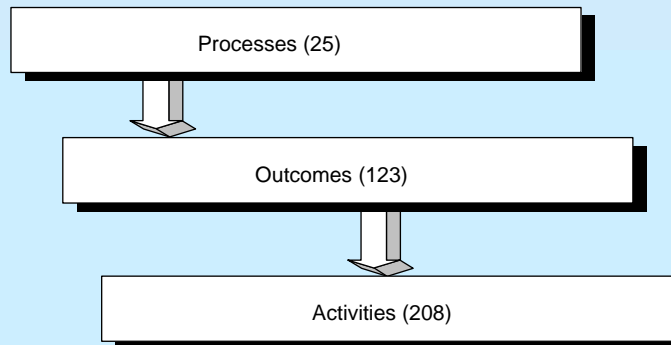 Processes (25)
Outcomes (123)
Activities (208)